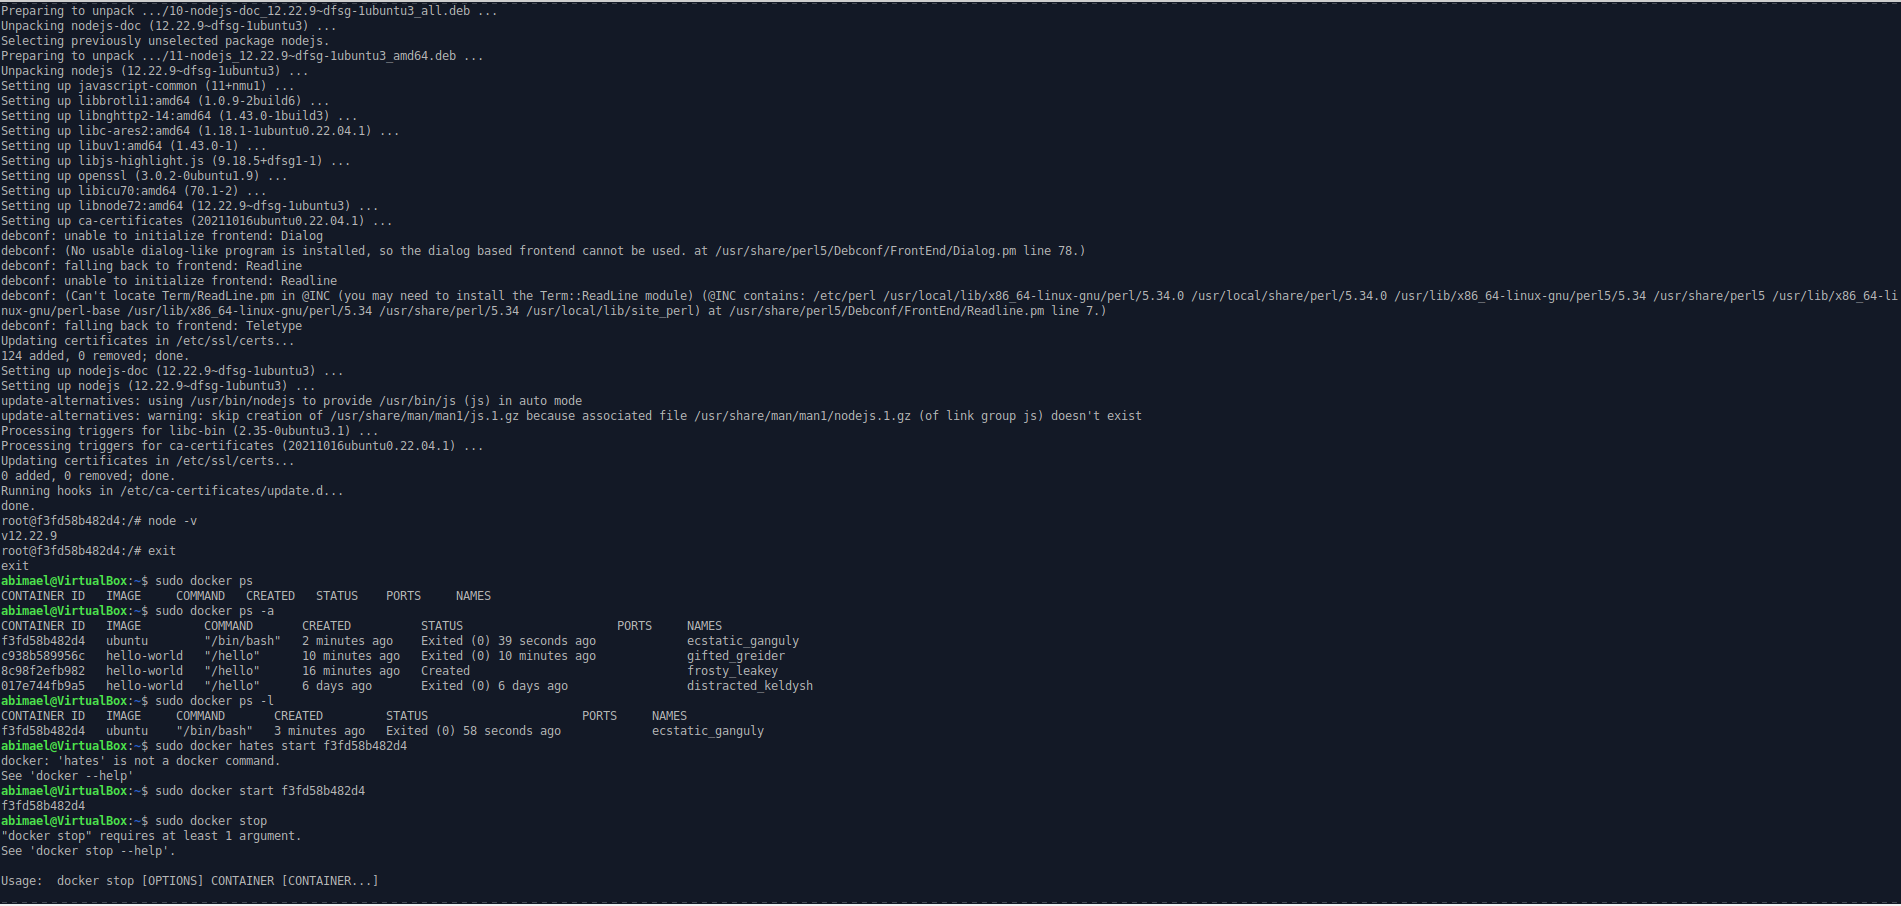 Preparing to unpack .../10-nodejs-doc_12.22.9~dfsg-1ubuntu3_all.deb ...
Unpacking nodejs-doc (12.22.9~dfsg-1ubuntu3) ...
Selecting previously unselected package nodejs.
Preparing to unpack .../11-nodejs_12.22.9~dfsg-1ubuntu3_amd64.deb ...
Unpacking nodejs (12.22.9~dfsg-1ubuntu3) ...
Setting up javascript-common (11+nmu1) ...
Setting up libbrotli1:amd64 (1.0.9-2build6) ...
Setting up libnghttp2-14:amd64 (1.43.0-1build3) ...
Setting up libc-ares2:amd64 (1.18.1-1ubuntu0.22.04.1) ...
Setting up libuv1:amd64 (1.43.0-1) ...
Setting up libjs-highlight.js (9.18.5+dfsg1-1) ...
Setting up openssl (3.0.2-0ubuntu1.9) ...
Setting up libicu70:amd64 (70.1-2) ...
Setting up libnode72:amd64 (12.22.9~dfsg-1ubuntu3) ...
Setting up ca-certificates (20211016ubuntu0.22.04.1) ...
debconf: unable to initialize frontend: Dialog
debconf: (No usable dialog-like program is installed, so the dialog based frontend cannot be used. at /usr/share/perl5/Debconf/FrontEnd/Dialog.pm line 78.)
debconf: falling back to frontend: Readline
debconf: unable to initialize frontend: Readline
debconf: (Can't locate Term/ReadLine.pm in @INC (you may need to install the Term::ReadLine module) (@INC contains: /etc/perl /usr/local/lib/x86_64-linux-gnu/perl/5.34.0 /usr/local/share/perl/5.34.0 /usr/lib/x86_64-linux-gnu/perl5/5.34 /usr/share/perl5 /usr/lib/x86_64-li
nux-gnu/perl-base /usr/lib/x86_64-linux-gnu/perl/5.34 /usr/share/perl/5.34 /usr/local/lib/site_perl) at /usr/share/perl5/Debconf/FrontEnd/Readline.pm line 7.)
debconf: falling back to frontend: Teletype
Updating certificates in /etc/ssl/certs...
124 added, 0 removed; done.
Setting up nodejs-doc (12.22.9~dfsg-1ubuntu3) ...
Setting up nodejs (12.22.9~dfsg-1ubuntu3) ...
update-alternatives: using /usr/bin/nodejs to provide /usr/bin/js (js) in auto mode
update-alternatives: warning: skip creation of /usr/share/man/man1/js.1.gz because associated file /usr/share/man/man1/nodejs.1.gz (of link group js) doesn't exist
Processing triggers for libc-bin (2.35-0ubuntu3.1) ...
Processing triggers for ca-certificates (20211016ubuntu0.22.04.1) ...
Updating certificates in /etc/ssl/certs...
0 added, 0 removed; done.
Running hooks in /etc/ca-certificates/update.d...
done.
root@f3fd58b482d4:/# node -v
v12.22.9
root@f3fd58b482d4:/# exit
exit
abimael@VirtualBox:~$ sudo docker ps
CONTAINER ID   IMAGE     COMMAND   CREATED   STATUS    PORTS     NAMES
abimael@VirtualBox:~$ sudo docker ps -a
CONTAINER ID   IMAGE         COMMAND       CREATED          STATUS                      PORTS     NAMES
f3fd58b482d4   ubuntu        "/bin/bash"   2 minutes ago    Exited (0) 39 seconds ago             ecstatic_ganguly
c938b589956c   hello-world   "/hello"      10 minutes ago   Exited (0) 10 minutes ago             gifted_greider
8c98f2efb982   hello-world   "/hello"      16 minutes ago   Created                               frosty_leakey
017e744fb9a5   hello-world   "/hello"      6 days ago       Exited (0) 6 days ago                 distracted_keldysh
abimael@VirtualBox:~$ sudo docker ps -l
CONTAINER ID   IMAGE     COMMAND       CREATED         STATUS                      PORTS     NAMES
f3fd58b482d4   ubuntu    "/bin/bash"   3 minutes ago   Exited (0) 58 seconds ago             ecstatic_ganguly
abimael@VirtualBox:~$ sudo docker hates start f3fd58b482d4
docker: 'hates' is not a docker command.
See 'docker --help'
abimael@VirtualBox:~$ sudo docker start f3fd58b482d4
f3fd58b482d4
abimael@VirtualBox:~$ sudo docker stop
"docker stop" requires at least 1 argument.
See 'docker stop --help'.
Usage:  docker stop [OPTIONS] CONTAINER [CONTAINER...]